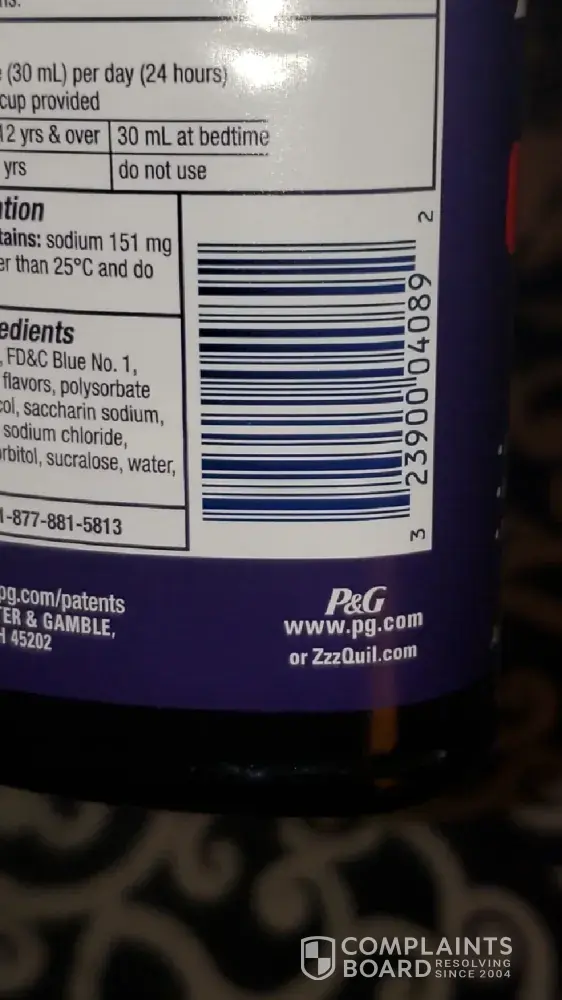 (30 mL) per day (24 hours)
cup provided
12 yrs & over 30 mL at bedtime
yrs do not use
tains: sodium 151 mg
er than 25°C and do
edients
, FD&C Blue No. 1,
flavors, polysorbate
col, saccharin sodium,
sodium chloride,
rbitol, sucralose, water,
1-877-881-5813
3 23900 04089 2
pg.com/patents
TER & GAMBLE,
H 45202
P&G
www.pg.com
or ZzzQuil.com
COMPLAINTS
BOARD RESOLVING
SINCE 2004